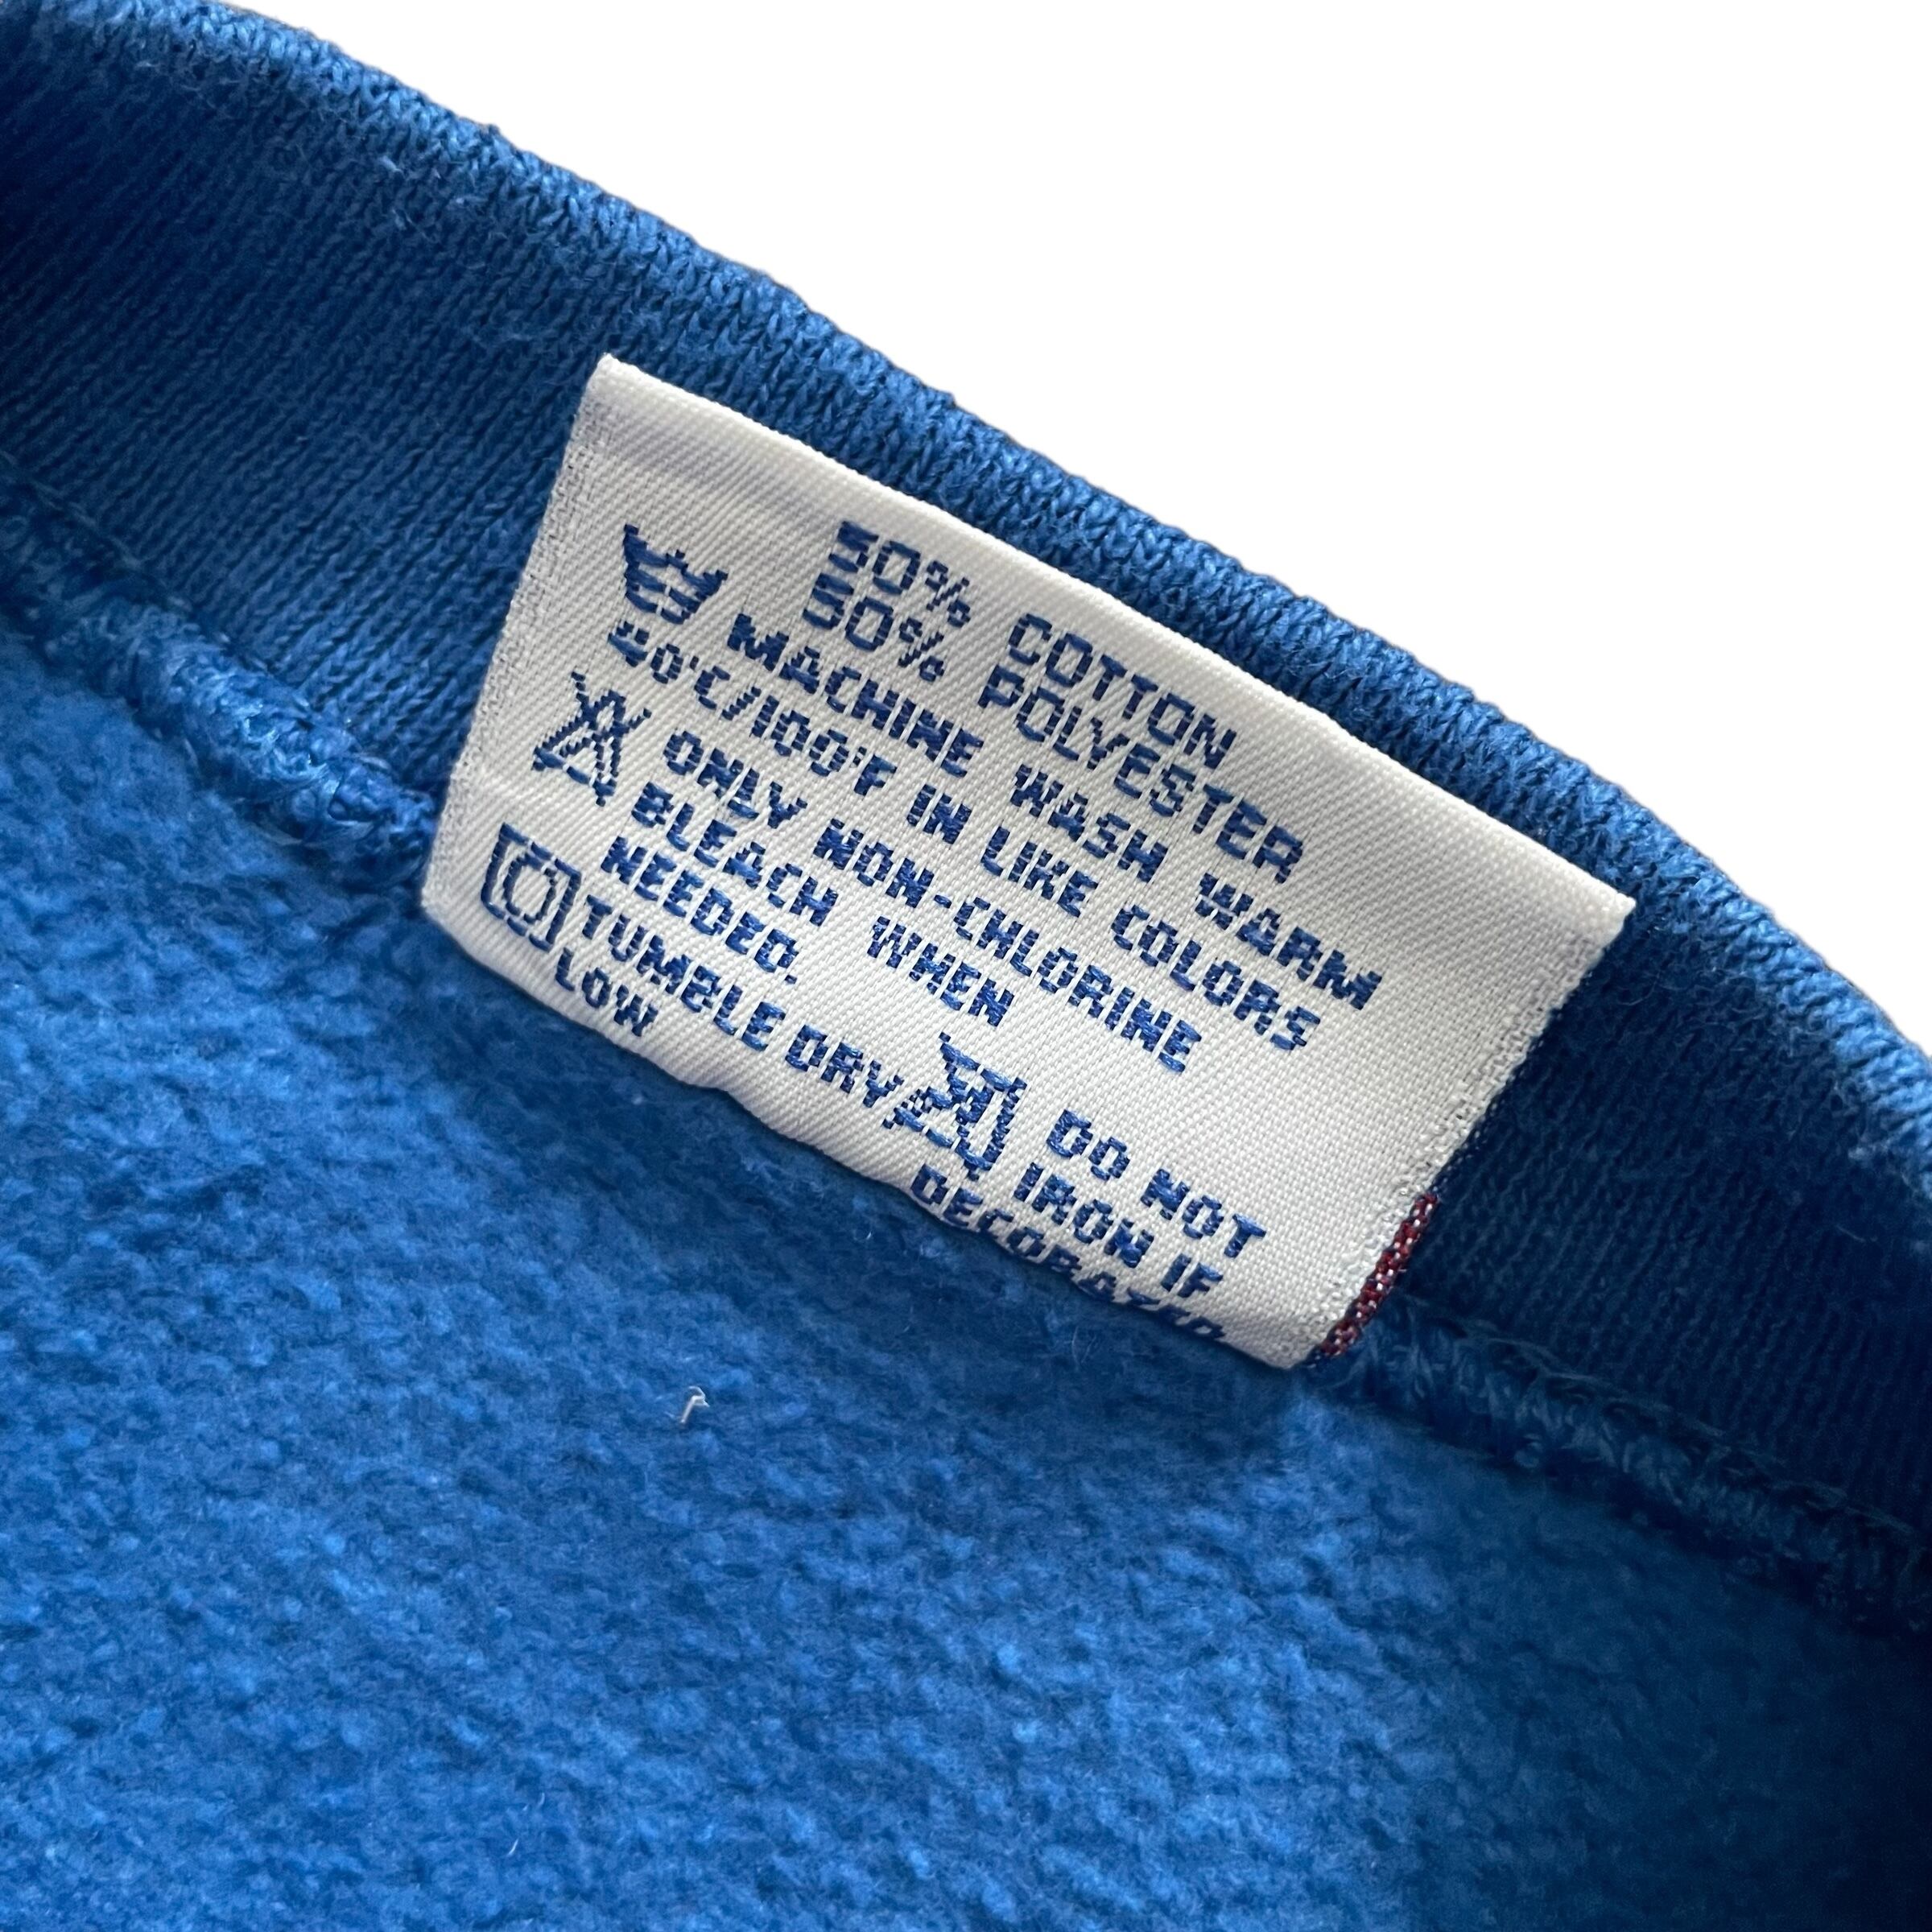 50% COTTON
50% POLYESTER
MACHINE WASH WARM
40°C/100°F IN LIKE COLORS
ONLY NON-CHLORINE
BLEACH WHEN
NEEDED.
TUMBLE DRY
LOW
DO NOT
IRON IF
DECORATED